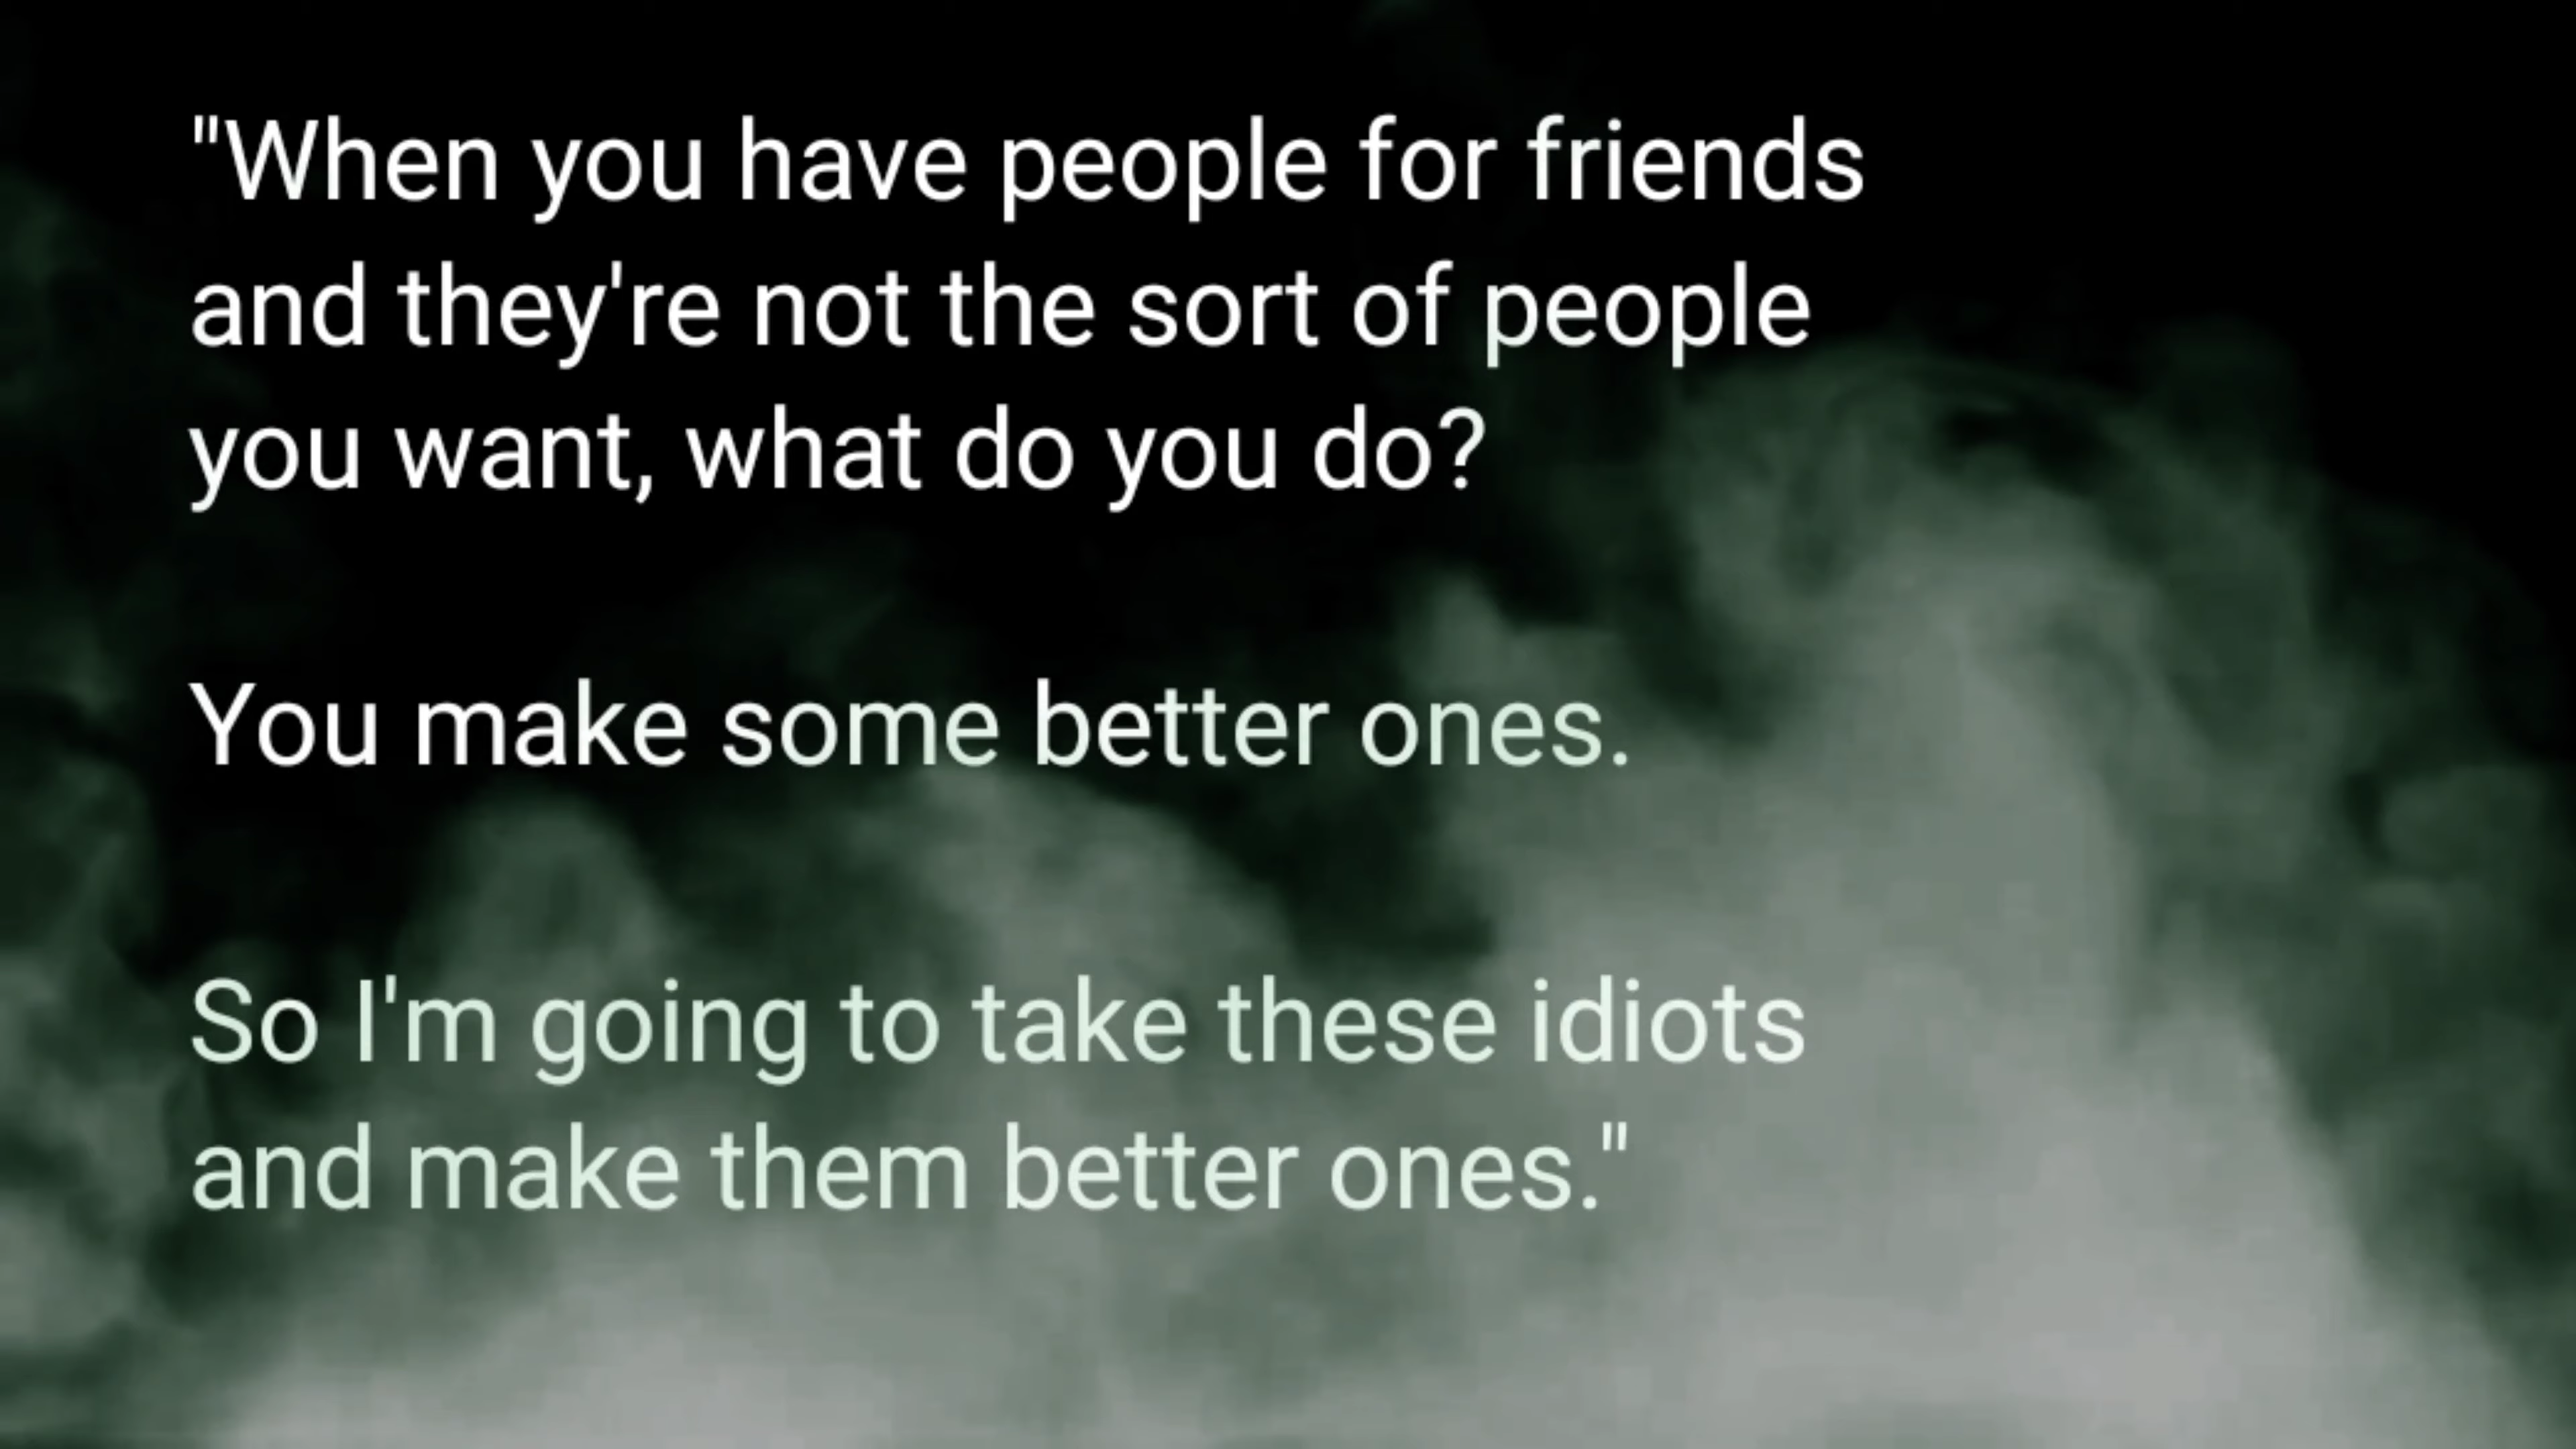 "When you have people for friends
and they're not the sort of people
you want, what do you do?
You make some better ones.
So I'm going to take these idiots
and make them better ones."